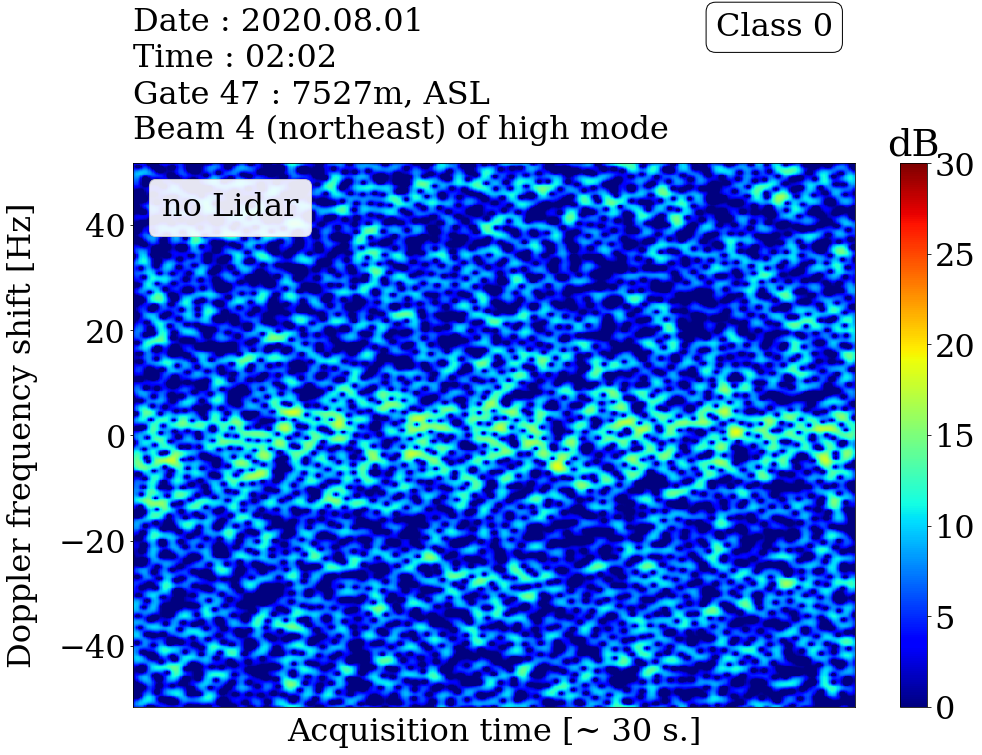 Date : 2020.08.01
Time : 02:02
Gate 47 : 7527m, ASL
Beam 4 (northeast) of high mode
Class 0
dB
no Lidar
Doppler frequency shift [Hz]
40
20
0
−20
−40
Acquisition time [~ 30 s.]
30
25
20
15
10
5
0